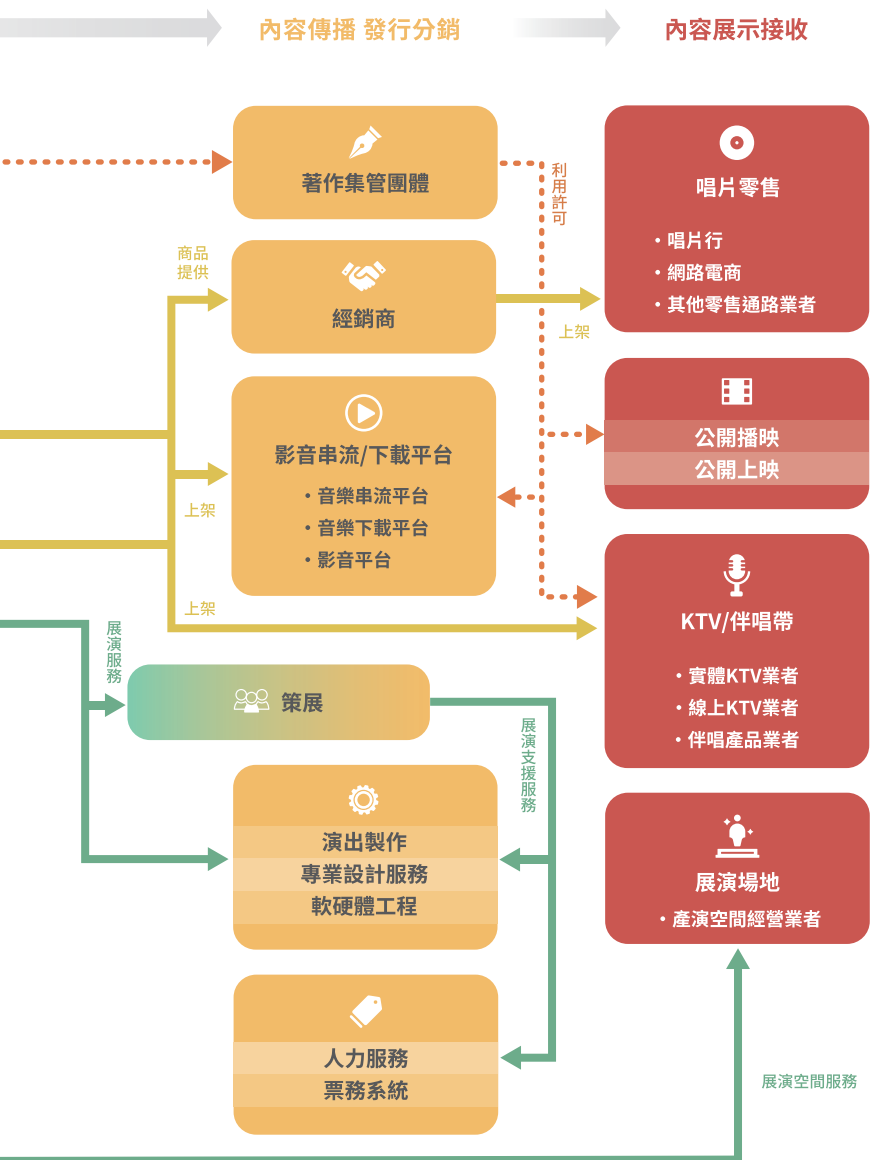 內容傳播 發行分銷
內容展示接收
著作集管團體
利用許可
唱片零售
・唱片行
・網路電商
・其他零售通路業者
商品
提供
經銷商
上架
影音串流/下載平台
・音樂串流平台
・音樂下載平台
・影音平台
上架
公開播映
公開上映
上架
KTV/伴唱帶
・實體KTV業者
・線上KTV業者
・伴唱產品業者
展演服務
策展
展演支援服務
演出製作
專業設計服務
軟硬體工程
展演場地
・產演空間經營業者
人力服務
票務系統
展演空間服務